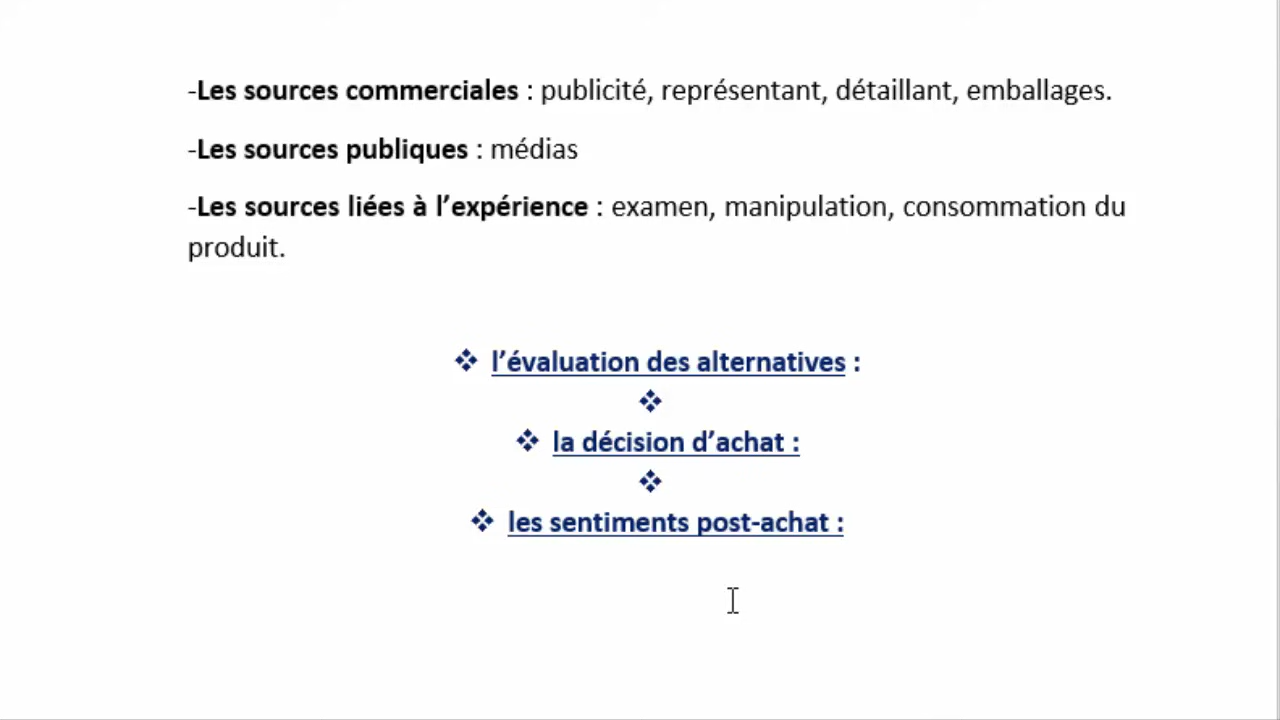 -Les sources commerciales : publicité, représentant, détaillant, emballages.
-Les sources publiques : médias
-Les sources liées à l’expérience : examen, manipulation, consommation du
produit.
❖ l’évaluation des alternatives :
❖
❖ la décision d’achat :
❖
❖ les sentiments post-achat :